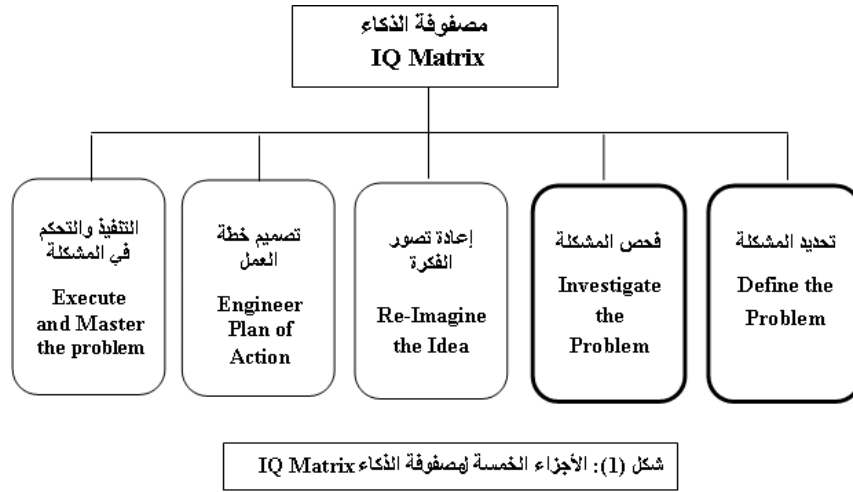 مصفوفة الذكاء
IQ Matrix
تحديد المشكلة
Define the
Problem
فحص المشكلة
Investigate
the
Problem
إعادة تصور
الفكرة
Re-Imagine
the Idea
تصميم خطة
العمل
Engineer
Plan of
Action
التنفيذ والتحكم
في المشكلة
Execute
and Master
the problem
شكل (1): الأجزاء الخمسة لمصفوفة الذكاء IQ Matrix